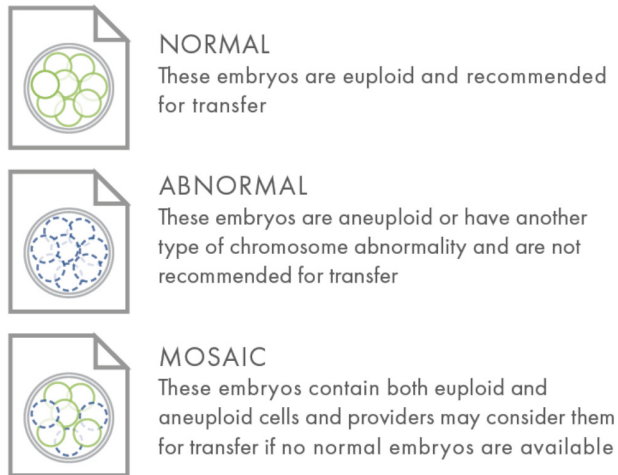 NORMAL
These embryos are euploid and recommended
for transfer
ABNORMAL
These embryos are aneuploid or have another
type of chromosome abnormality and are not
recommended for transfer
MOSAIC
These embryos contain both euploid and
aneuploid cells and providers may consider them
for transfer if no normal embryos are available